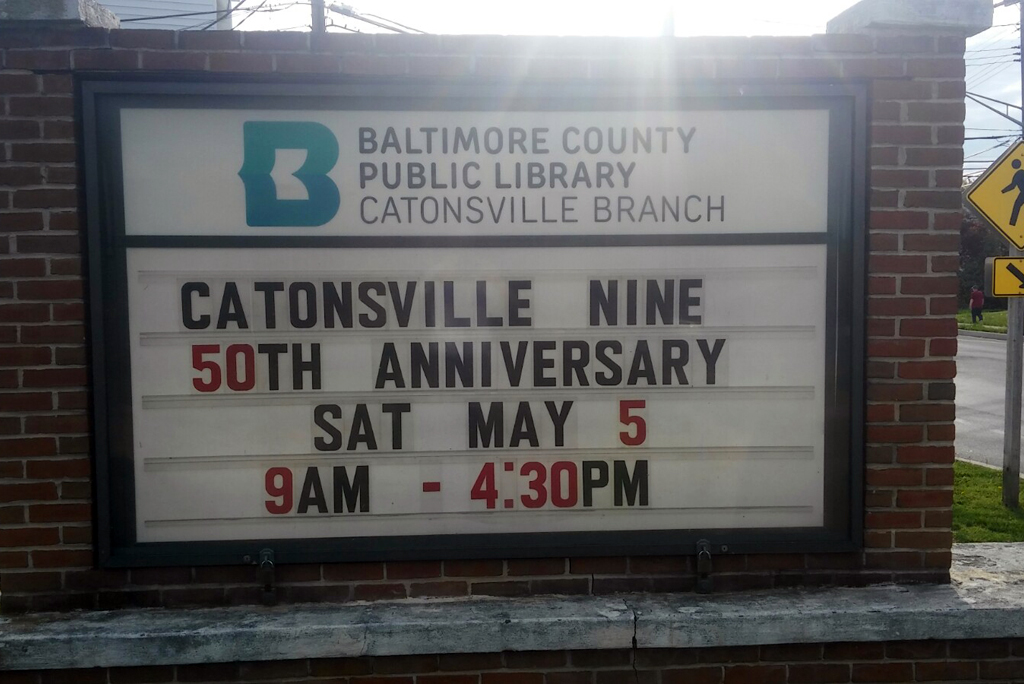 BALTIMORE COUNTY
PUBLIC LIBRARY
CATONSVILLE BRANCH
CATONSVILLE NINE
50TH ANNIVERSARY
SAT MAY 5
9AM - 4:30PM